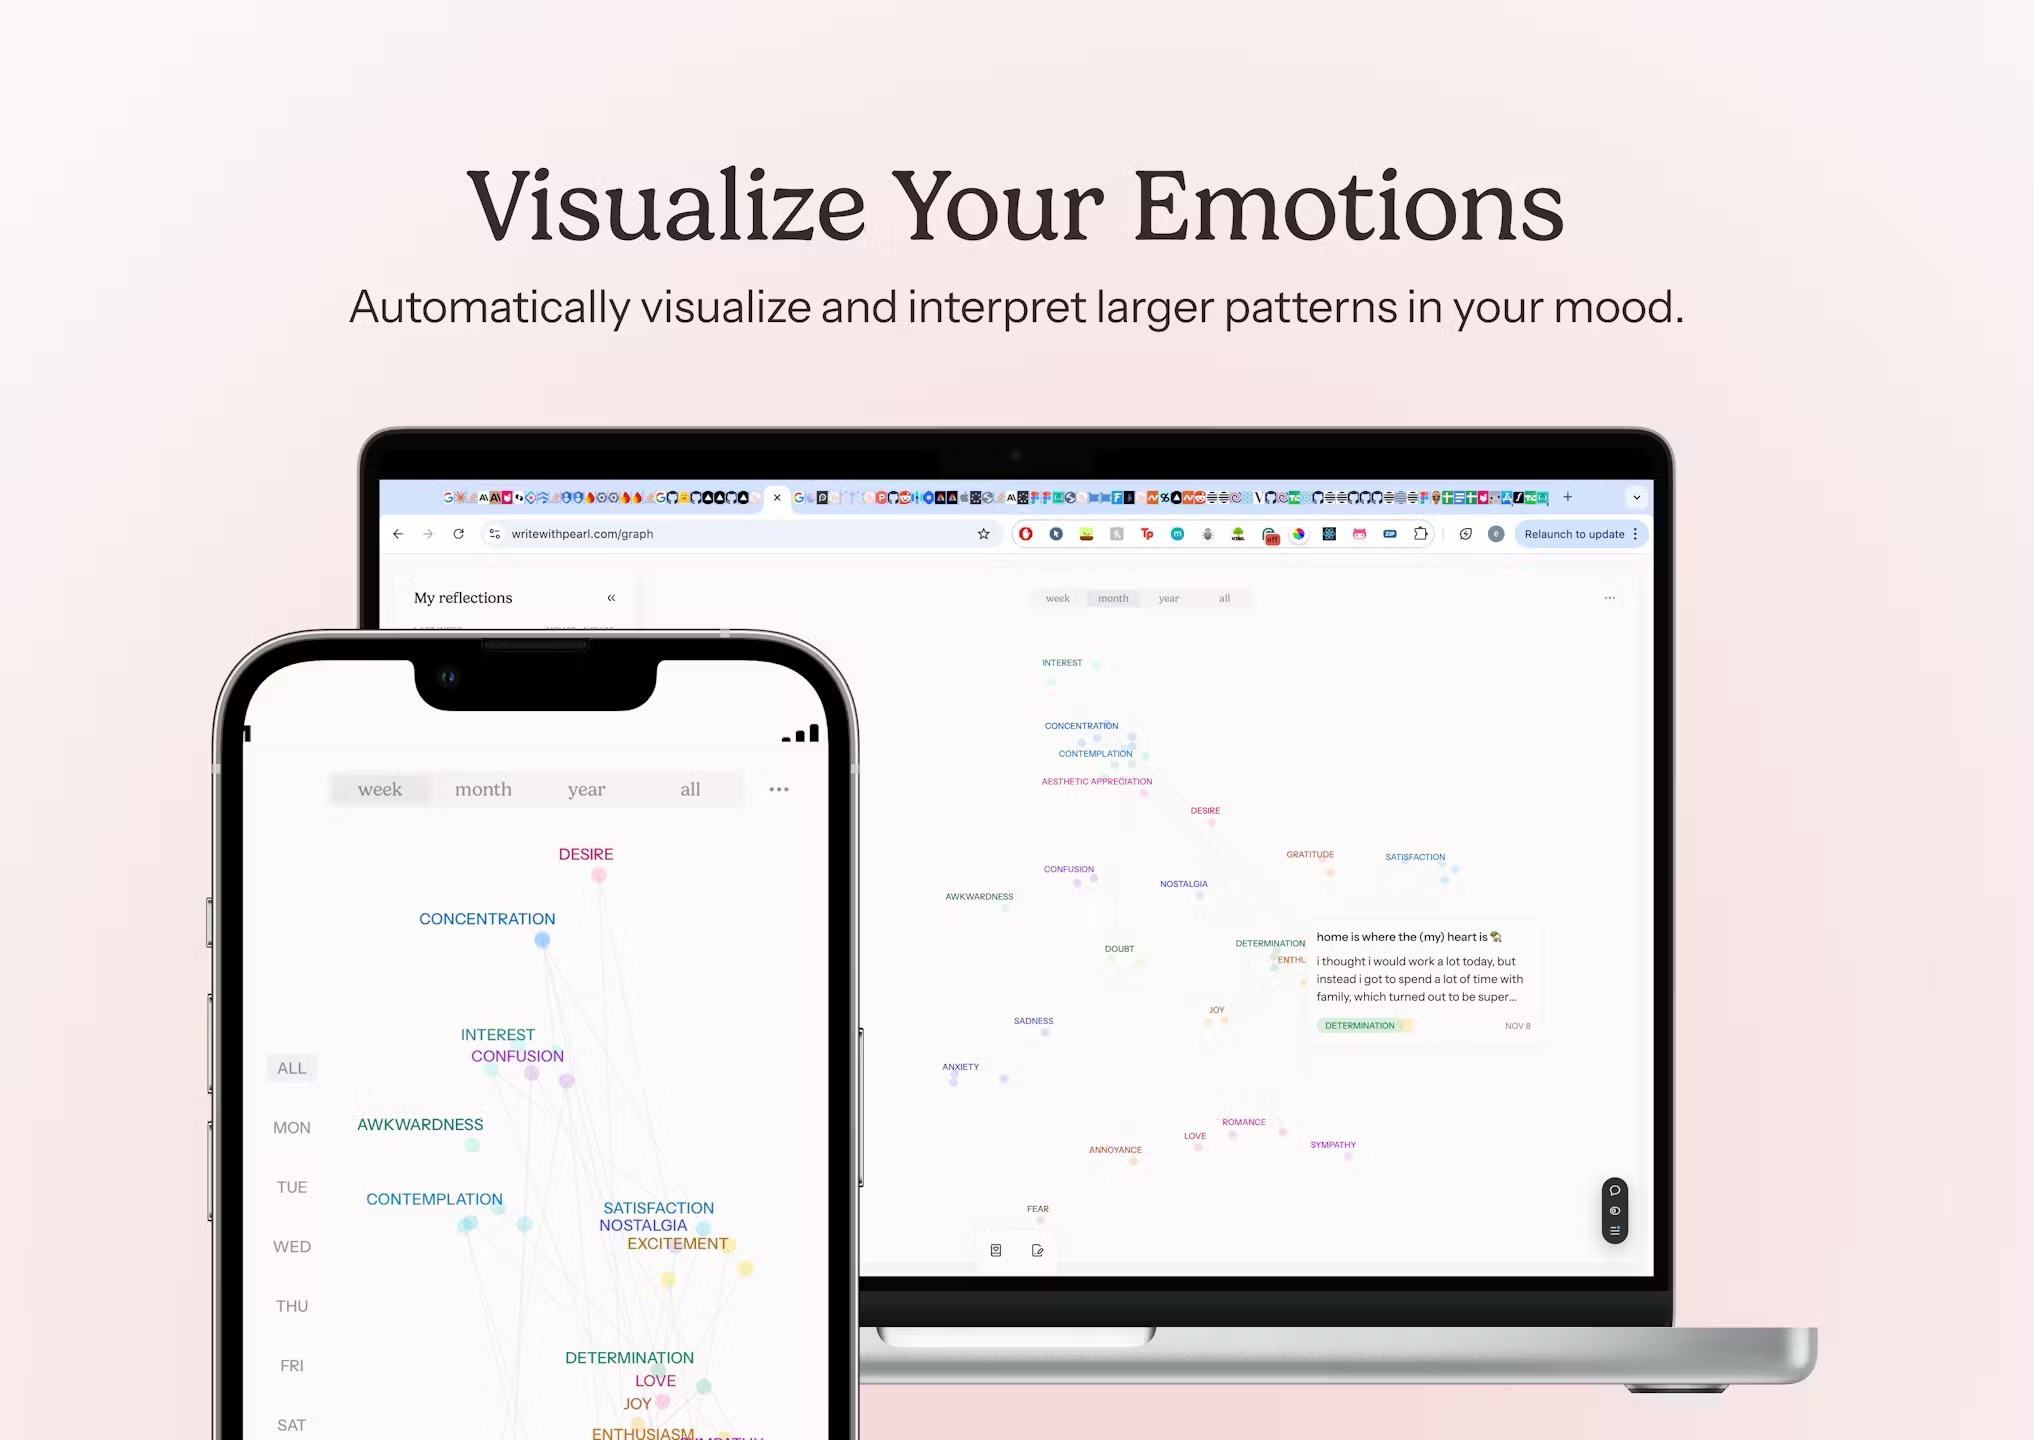 Visualize Your Emotions
Automatically visualize and interpret larger patterns in your mood.
writewithpearl.com/graph
Relaunch to update
My reflections
week month year all
INTEREST
CONCENTRATION
CONTEMPLATION
AESTHETIC APPRECIATION
DESIRE
GRATITUDE
SATISFACTION
CONFUSION
NOSTALGIA
AWKWARDNESS
DOUBT
DETERMINATION
ENTHU
home is where the (my) heart is
i thought i would work a lot today, but
instead i got to spend a lot of time with
family, which turned out to be super...
DETERMINATION NOV 8
JOY
SADNESS
ANXIETY
ROMANCE
LOVE
SYMPATHY
ANNOYANCE
FEAR
week month year all
DESIRE
CONCENTRATION
INTEREST
CONFUSION
ALL
MON
AWKWARDNESS
TUE
CONTEMPLATION
SATISFACTION
NOSTALGIA
EXCITEMENT
WED
THU
DETERMINATION
FRI
LOVE
JOY
SAT
ENTHUSIASM